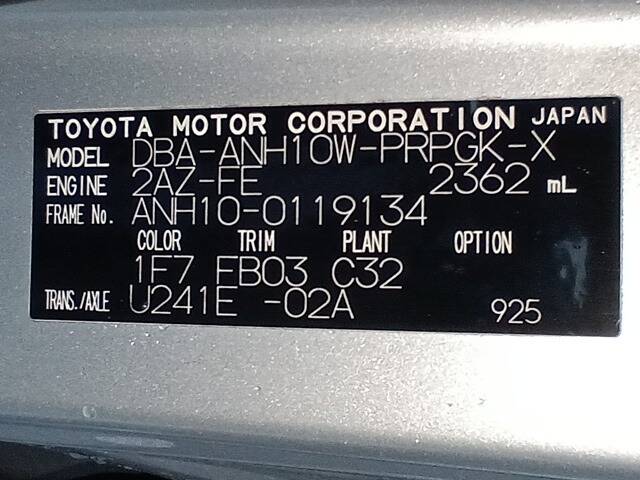 TOYOTA MOTOR CORPORATION JAPAN
MODEL DBA-ANH10W-PRPGK-X
ENGINE 2AZ-FE 2362 mL
FRAME No. ANH10-0119134
COLOR TRIM PLANT OPTION
1F7 FB03 C32
TRANS./AXLE U241E -02A 925